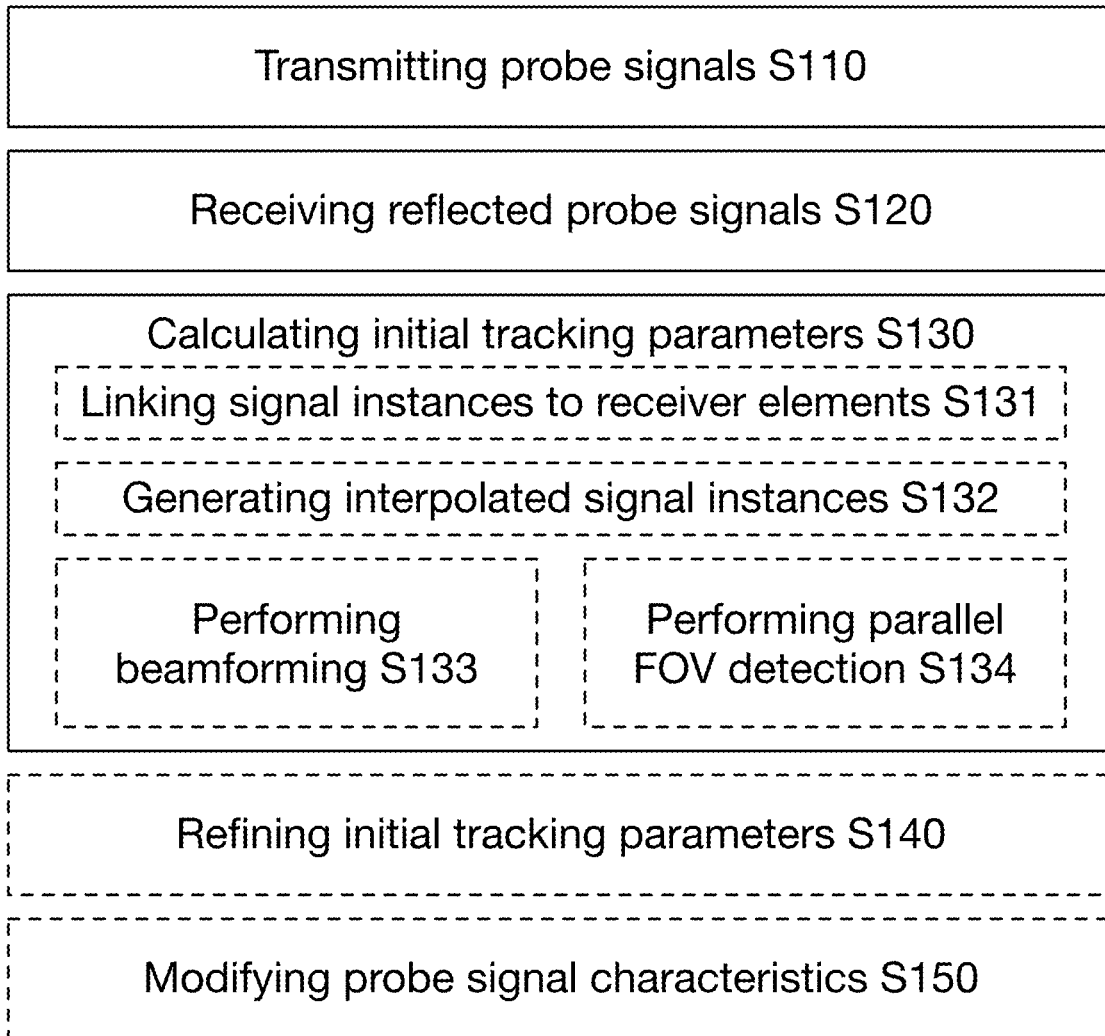 Transmitting probe signals S110
Receiving reflected probe signals S120
Calculating initial tracking parameters S130
Linking signal instances to receiver elements S131
Generating interpolated signal instances S132
Performing
beamforming S133
Performing parallel
FOV detection S134
Refining initial tracking parameters S140
Modifying probe signal characteristics S150